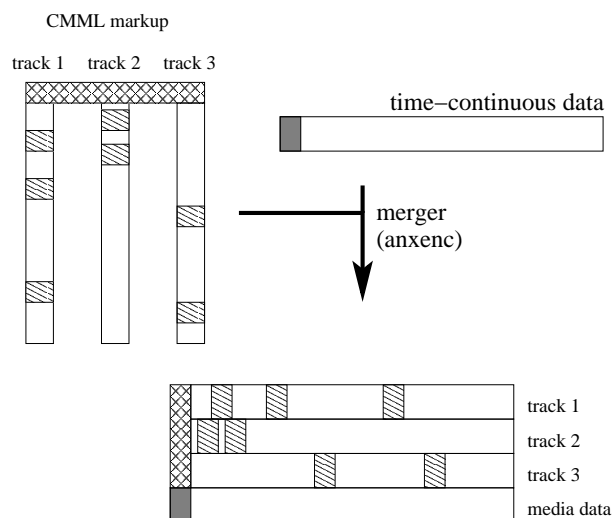 CMML markup
track 1 track 2 track 3
time−continuous data
merger
(anxenc)
track 1
track 2
track 3
media data